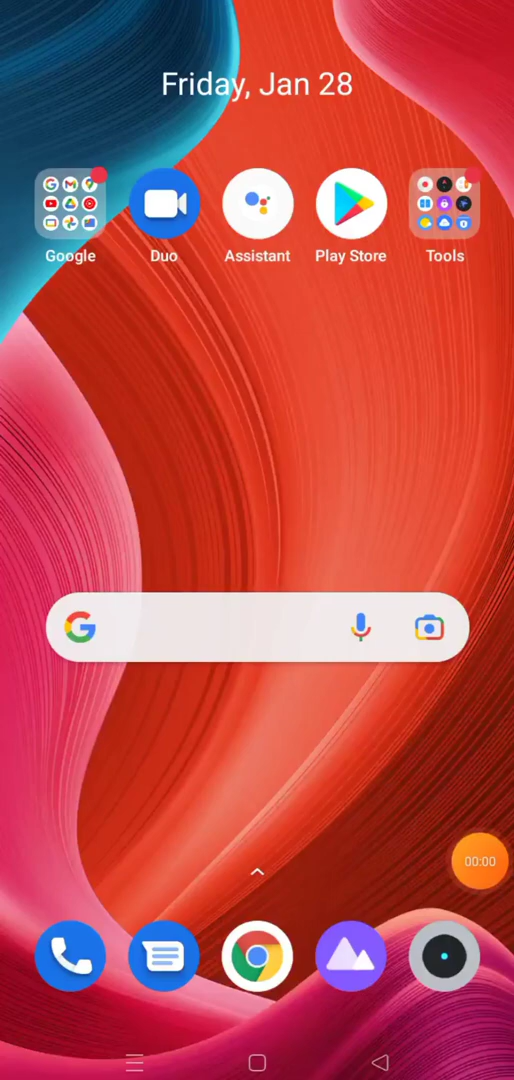 Friday, Jan 28
Google
Duo
Assistant
Play Store
Tools
00:00